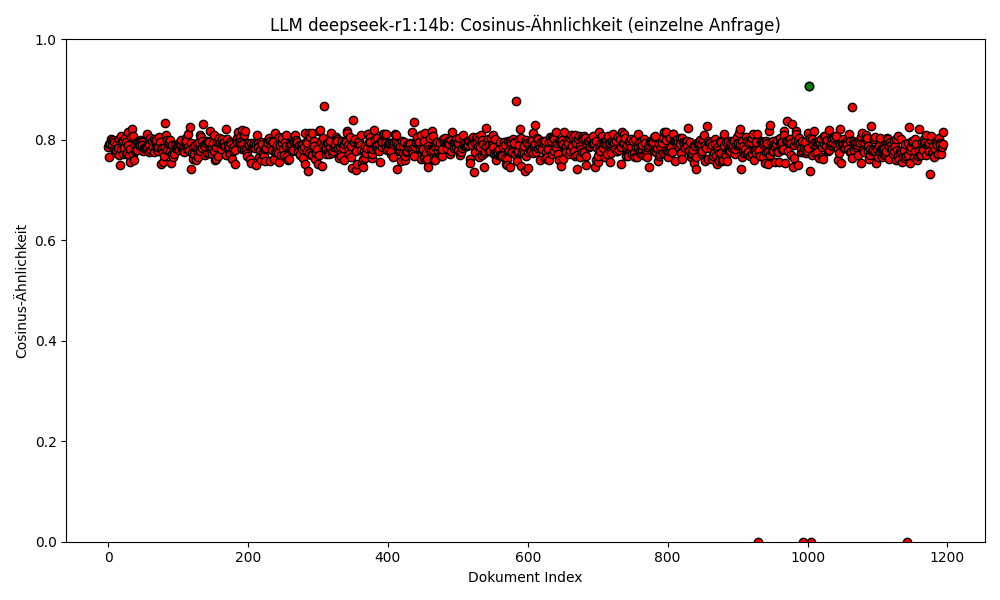 LLM deepseek-r1:14b: Cosinus-Ähnlichkeit (einzelne Anfrage)
1.0
0.8
0.6
0.4
0.2
0.0
Cosinus-Ähnlichkeit
0 200 400 600 800 1000 1200
Dokument Index